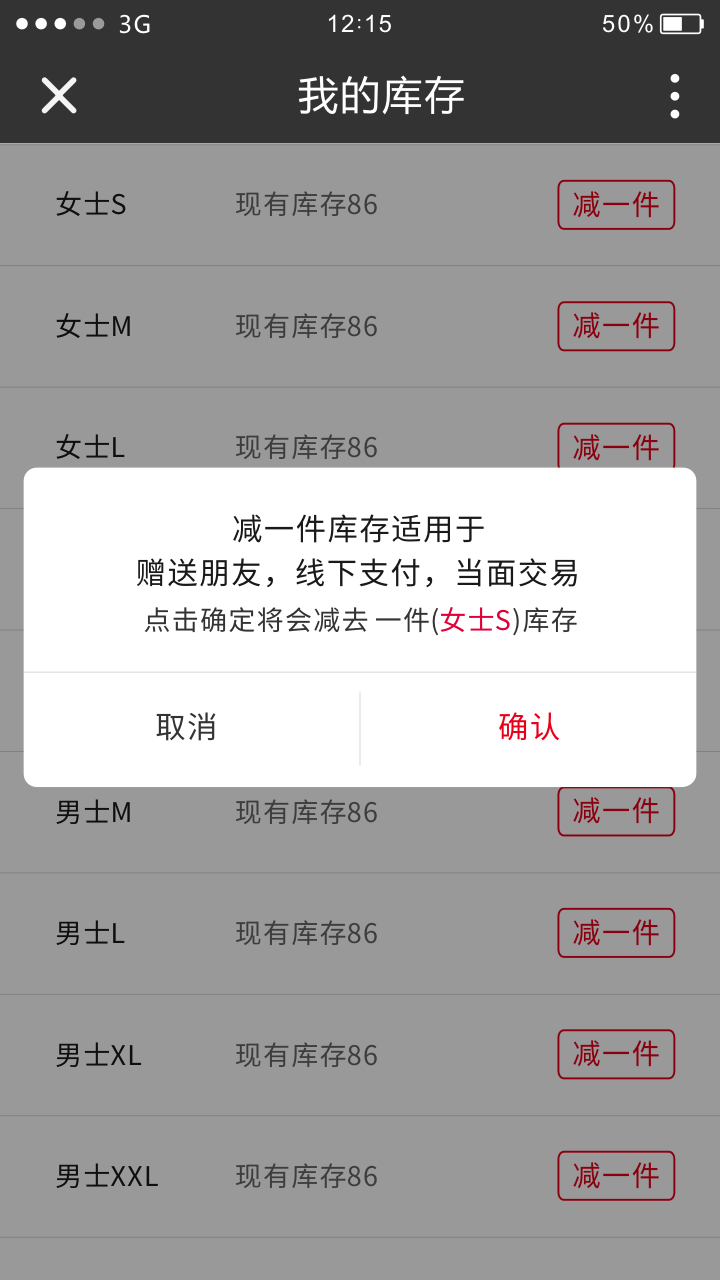 3G 12:15 50%
我的库存
女士S 现有库存86 减一件
女士M 现有库存86 减一件
女士L 现有库存86 减一件
减一件库存适用于
赠送朋友，线下支付，当面交易
点击确定将会减去一件(女士S)库存
取消 确认
男士M 现有库存86 减一件
男士L 现有库存86 减一件
男士XL 现有库存86 减一件
男士XXL 现有库存86 减一件